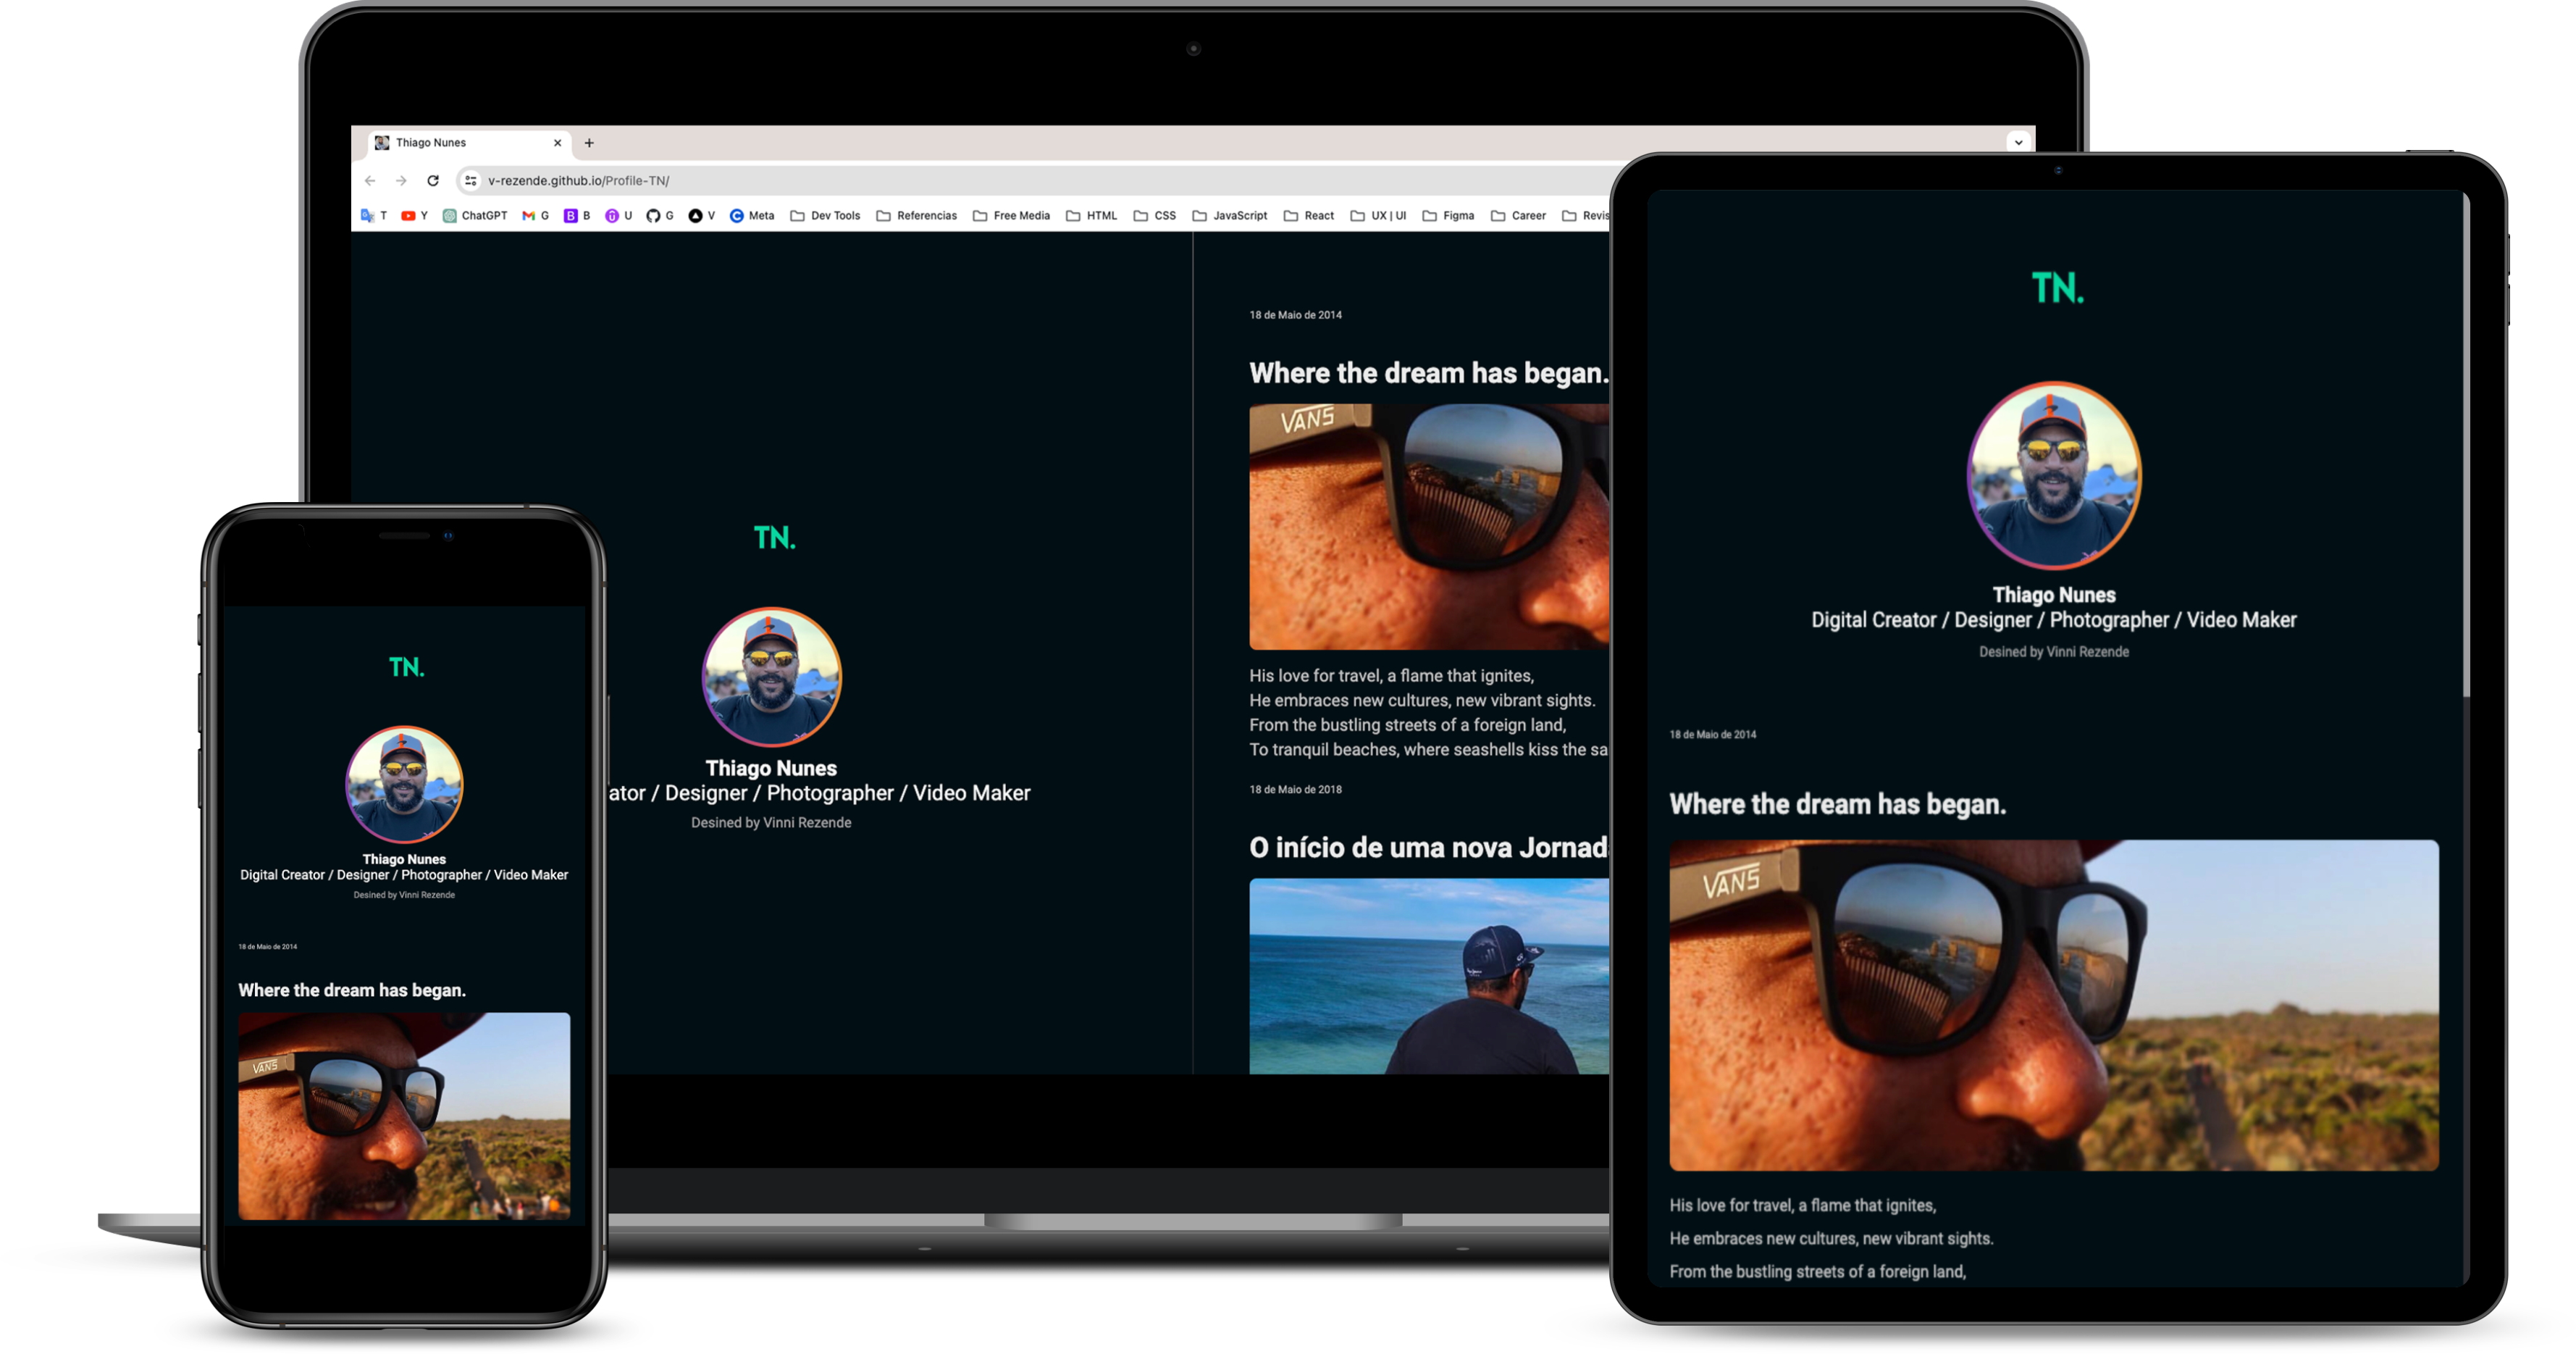 Thiago Nunes
v-rezende.github.io/Profile-TN/
T Y ChatGPT G B U G V Meta Dev Tools Referencias Free Media HTML CSS JavaScript React UX | UI Figma Career Revis
TN.
Thiago Nunes
ator / Designer / Photographer / Video Maker
Desined by Vinni Rezende
18 de Maio de 2014
Where the dream has began.
VANS
His love for travel, a flame that ignites,
He embraces new cultures, new vibrant sights.
From the bustling streets of a foreign land,
To tranquil beaches, where seashells kiss the sa
18 de Maio de 2018
O início de uma nova Jornad
TN.
Thiago Nunes
Digital Creator / Designer / Photographer / Video Maker
Desined by Vinni Rezende
18 de Maio de 2014
Where the dream has began.
VANS
TN.
Thiago Nunes
Digital Creator / Designer / Photographer / Video Maker
Desined by Vinni Rezende
18 de Maio de 2014
Where the dream has began.
VANS
His love for travel, a flame that ignites,
He embraces new cultures, new vibrant sights.
From the bustling streets of a foreign land,